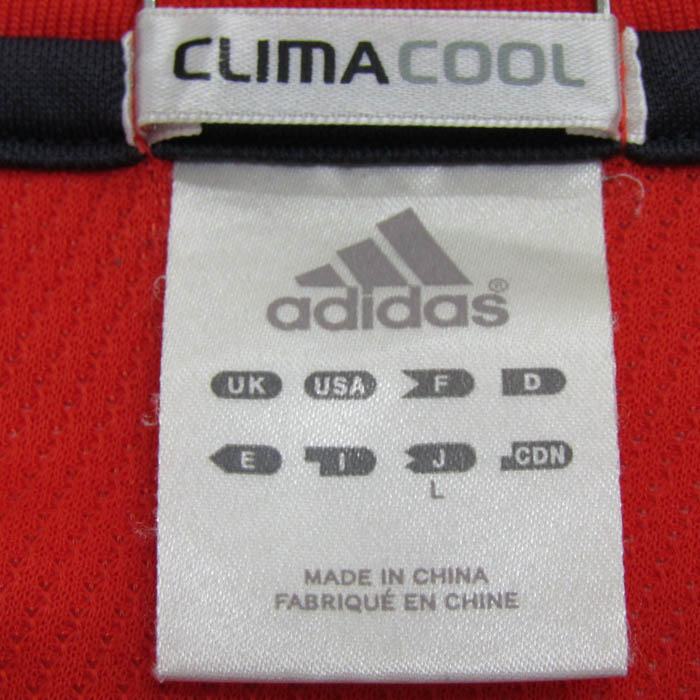 CLIMACOOL
adidas®
UK USA F D
E I J CDN
L
MADE IN CHINA
FABRIQUÉ EN CHINE